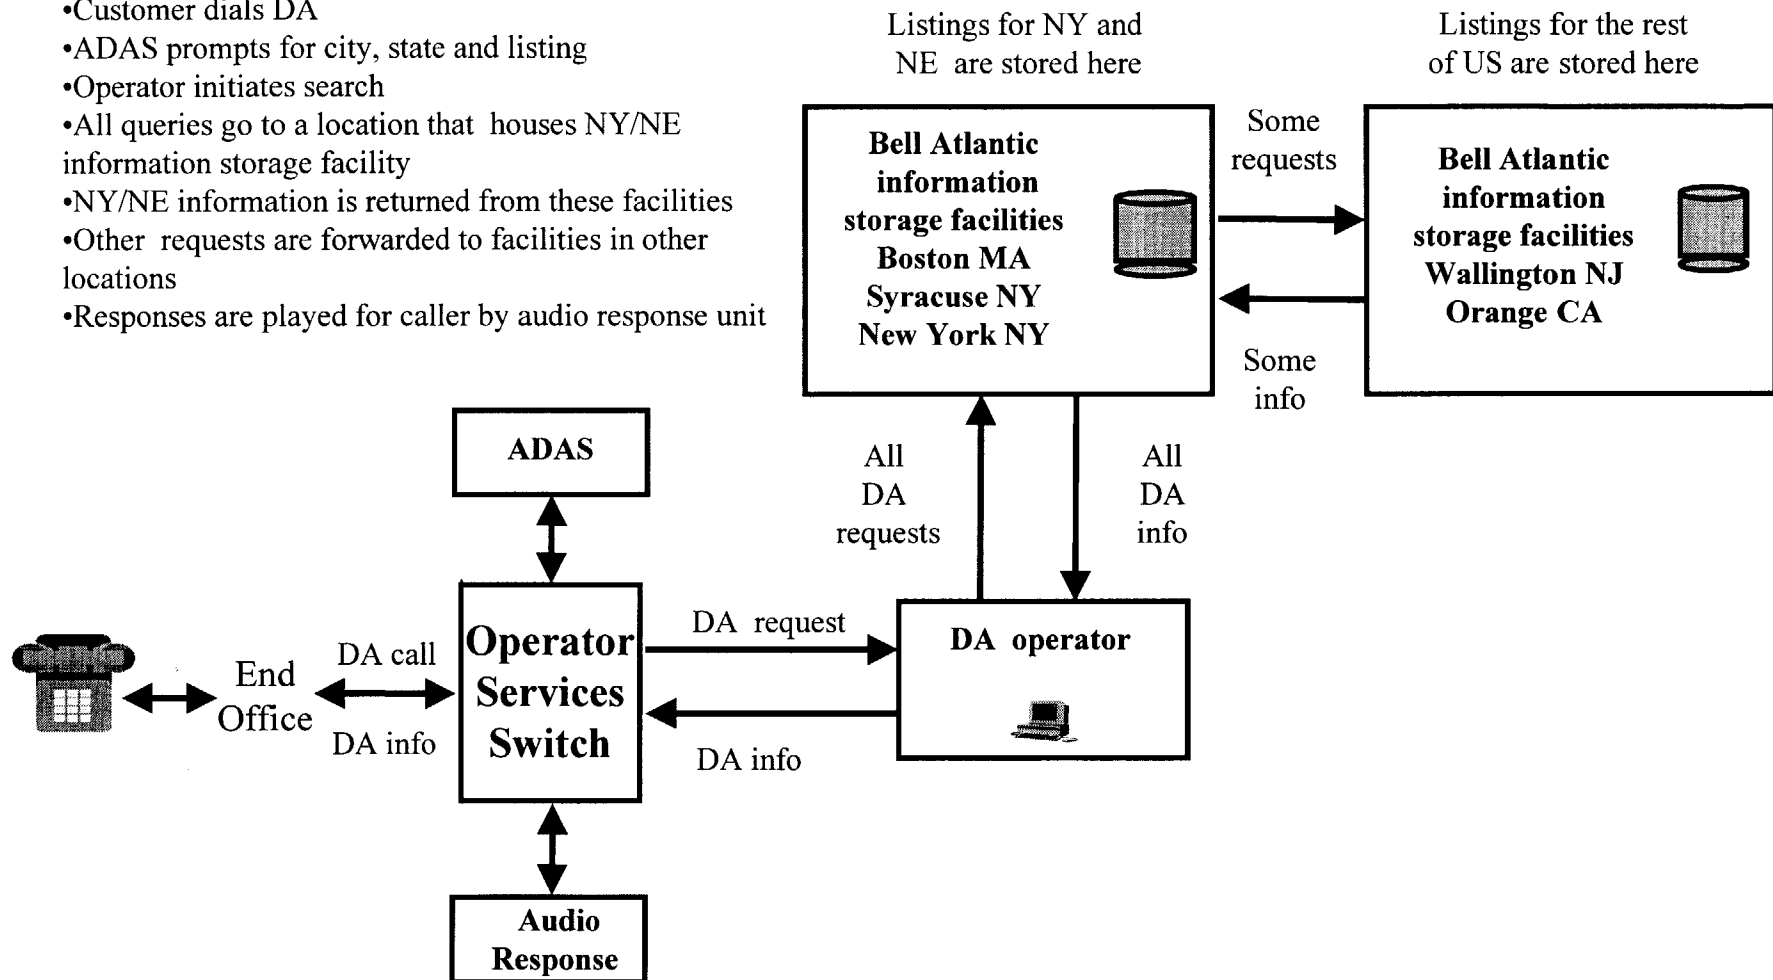 •Customer dials DA
•ADAS prompts for city, state and listing
•Operator initiates search
•All queries go to a location that houses NY/NE
information storage facility
•NY/NE information is returned from these facilities
•Other requests are forwarded to facilities in other
locations
•Responses are played for caller by audio response unit
Listings for NY and
NE are stored here
Listings for the rest
of US are stored here
Bell Atlantic
information
storage facilities
Boston MA
Syracuse NY
New York NY
Some
requests
Some
info
Bell Atlantic
information
storage facilities
Wallington NJ
Orange CA
All
DA
requests
All
DA
info
ADAS
End
Office
DA call
DA info
Operator
Services
Switch
DA request
DA info
DA operator
Audio
Response